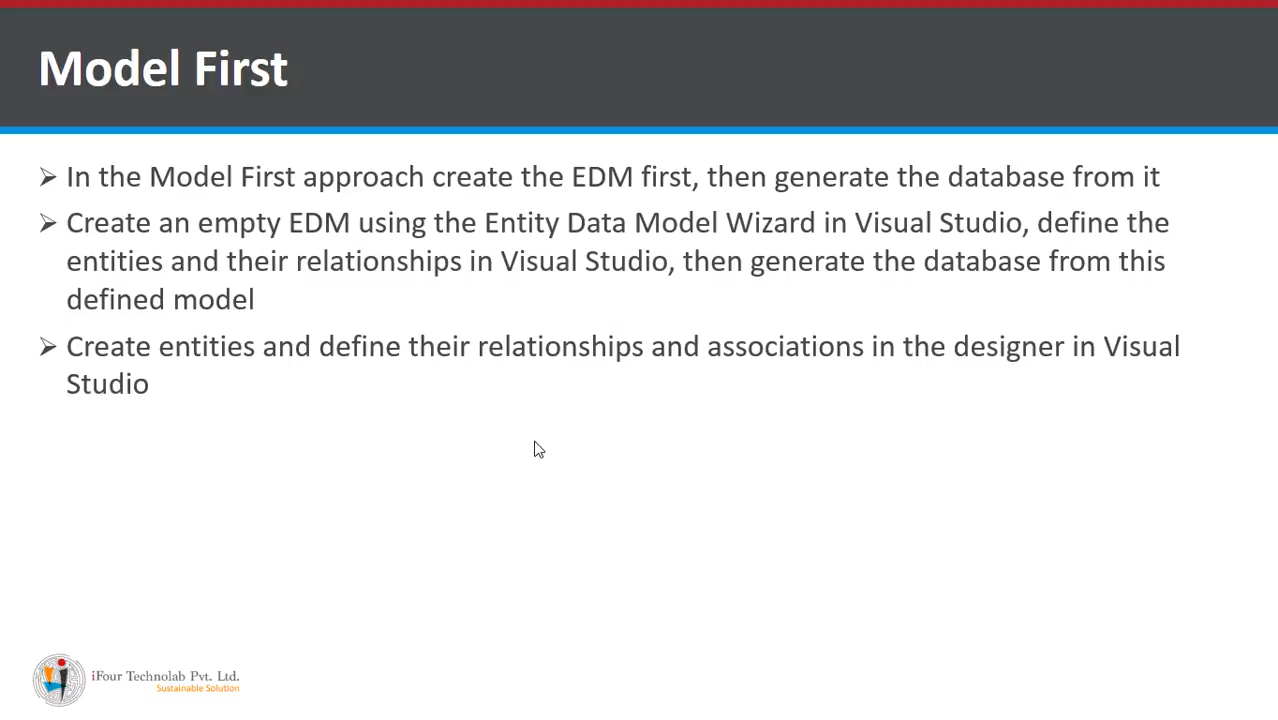 Model First
➢ In the Model First approach create the EDM first, then generate the database from it
➢ Create an empty EDM using the Entity Data Model Wizard in Visual Studio, define the
entities and their relationships in Visual Studio, then generate the database from this
defined model
➢ Create entities and define their relationships and associations in the designer in Visual
Studio
iFour Technolab Pvt. Ltd.
Sustainable Solution